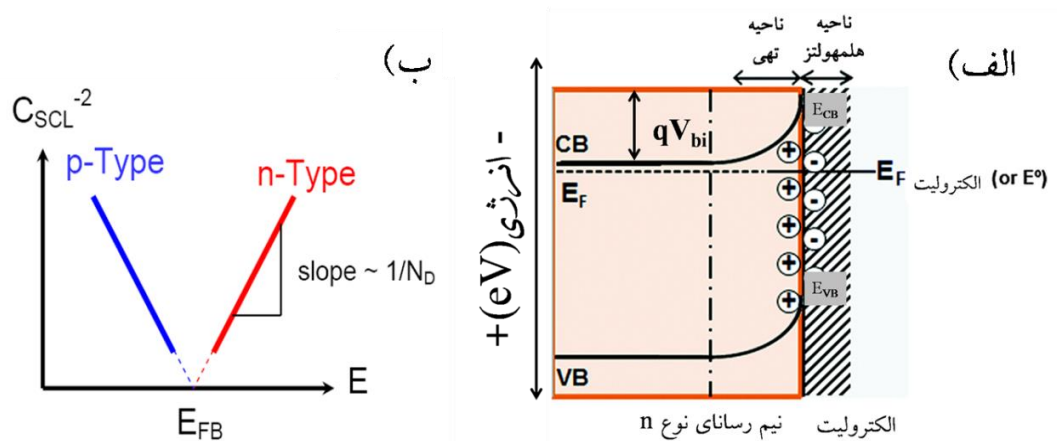 الف)
ناحیه
تهی
ناحیه
هلمهولتز
- انرژی(eV)+
qV_bi
CB
E_F
VB
E_CB
E_VB
+
-
+
-
+
-
+
+
E_F الکترولیت (or E°)
نیم رسانای نوع n
الکترولیت
ب)
C_SCL^-2
p-Type
n-Type
slope ~ 1/N_D
E
E_FB